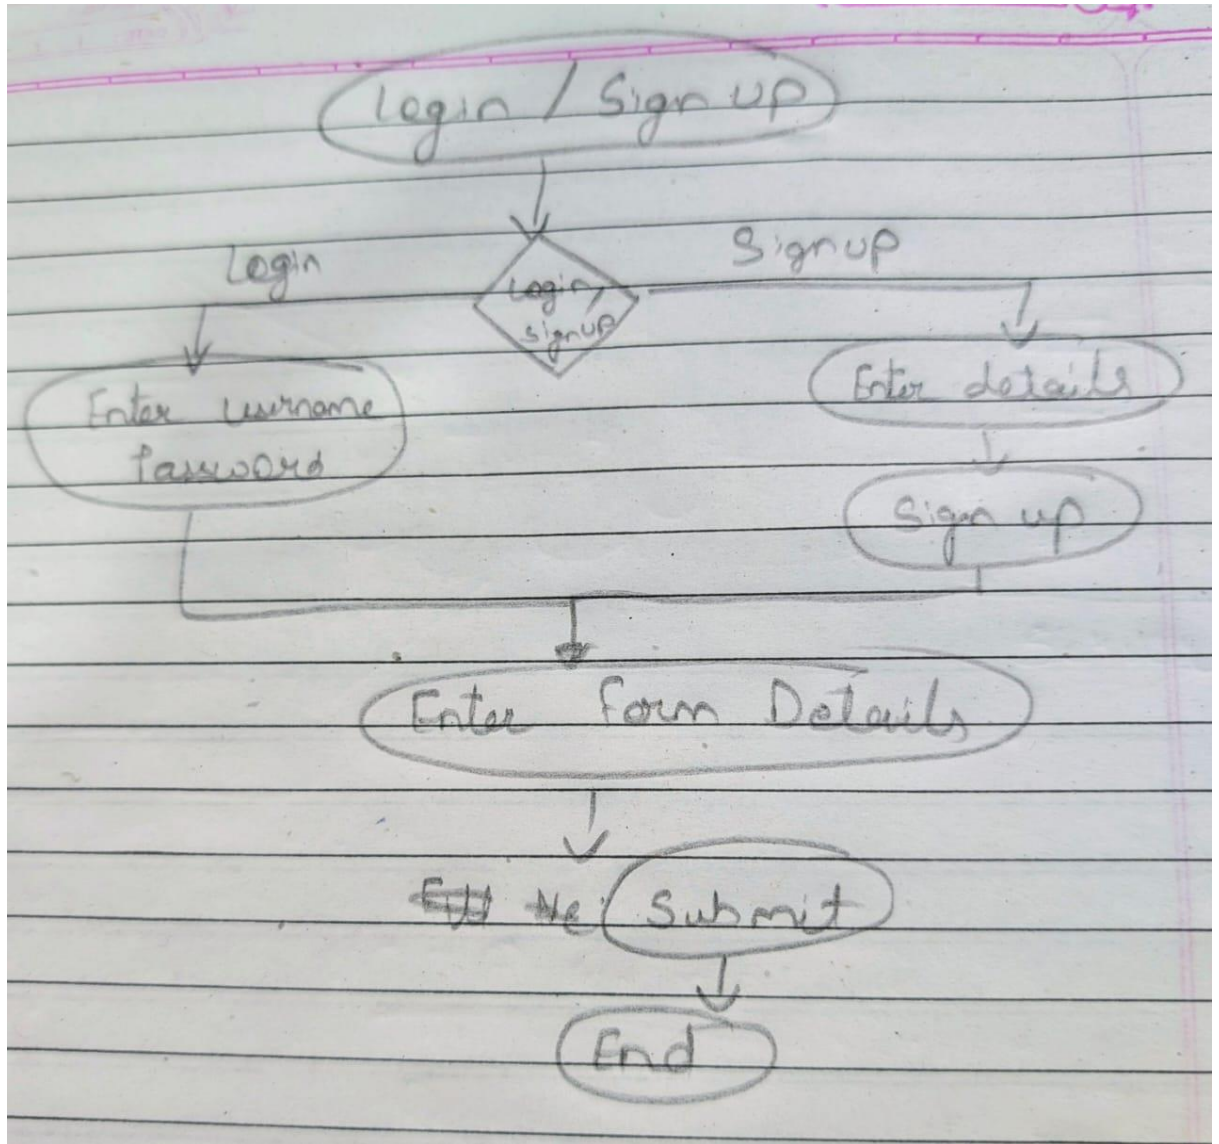 Login / Sign up
Login
Signup
Login,
signup
Enter username
Password
Enter details
Sign up
Enter Form Details
Submit
End